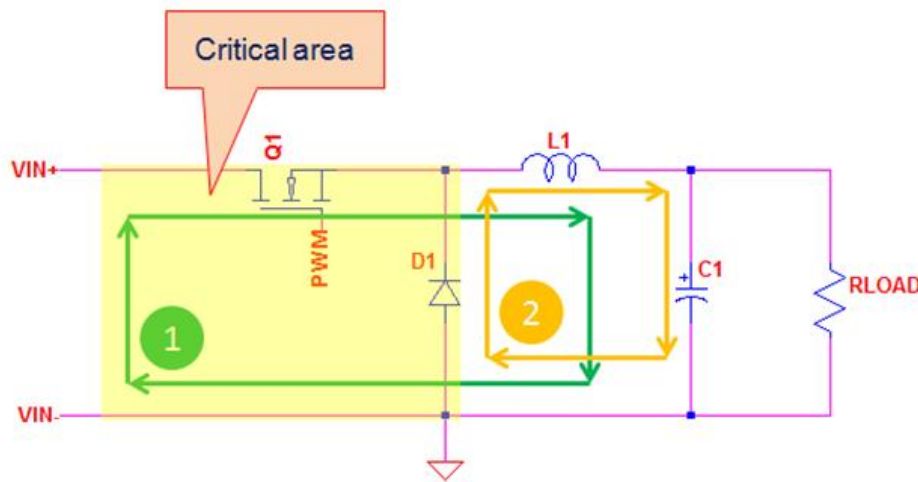 Critical area
Q1
L1
VIN+
PWM
D1
C1
+
RLOAD
1
2
VIN-